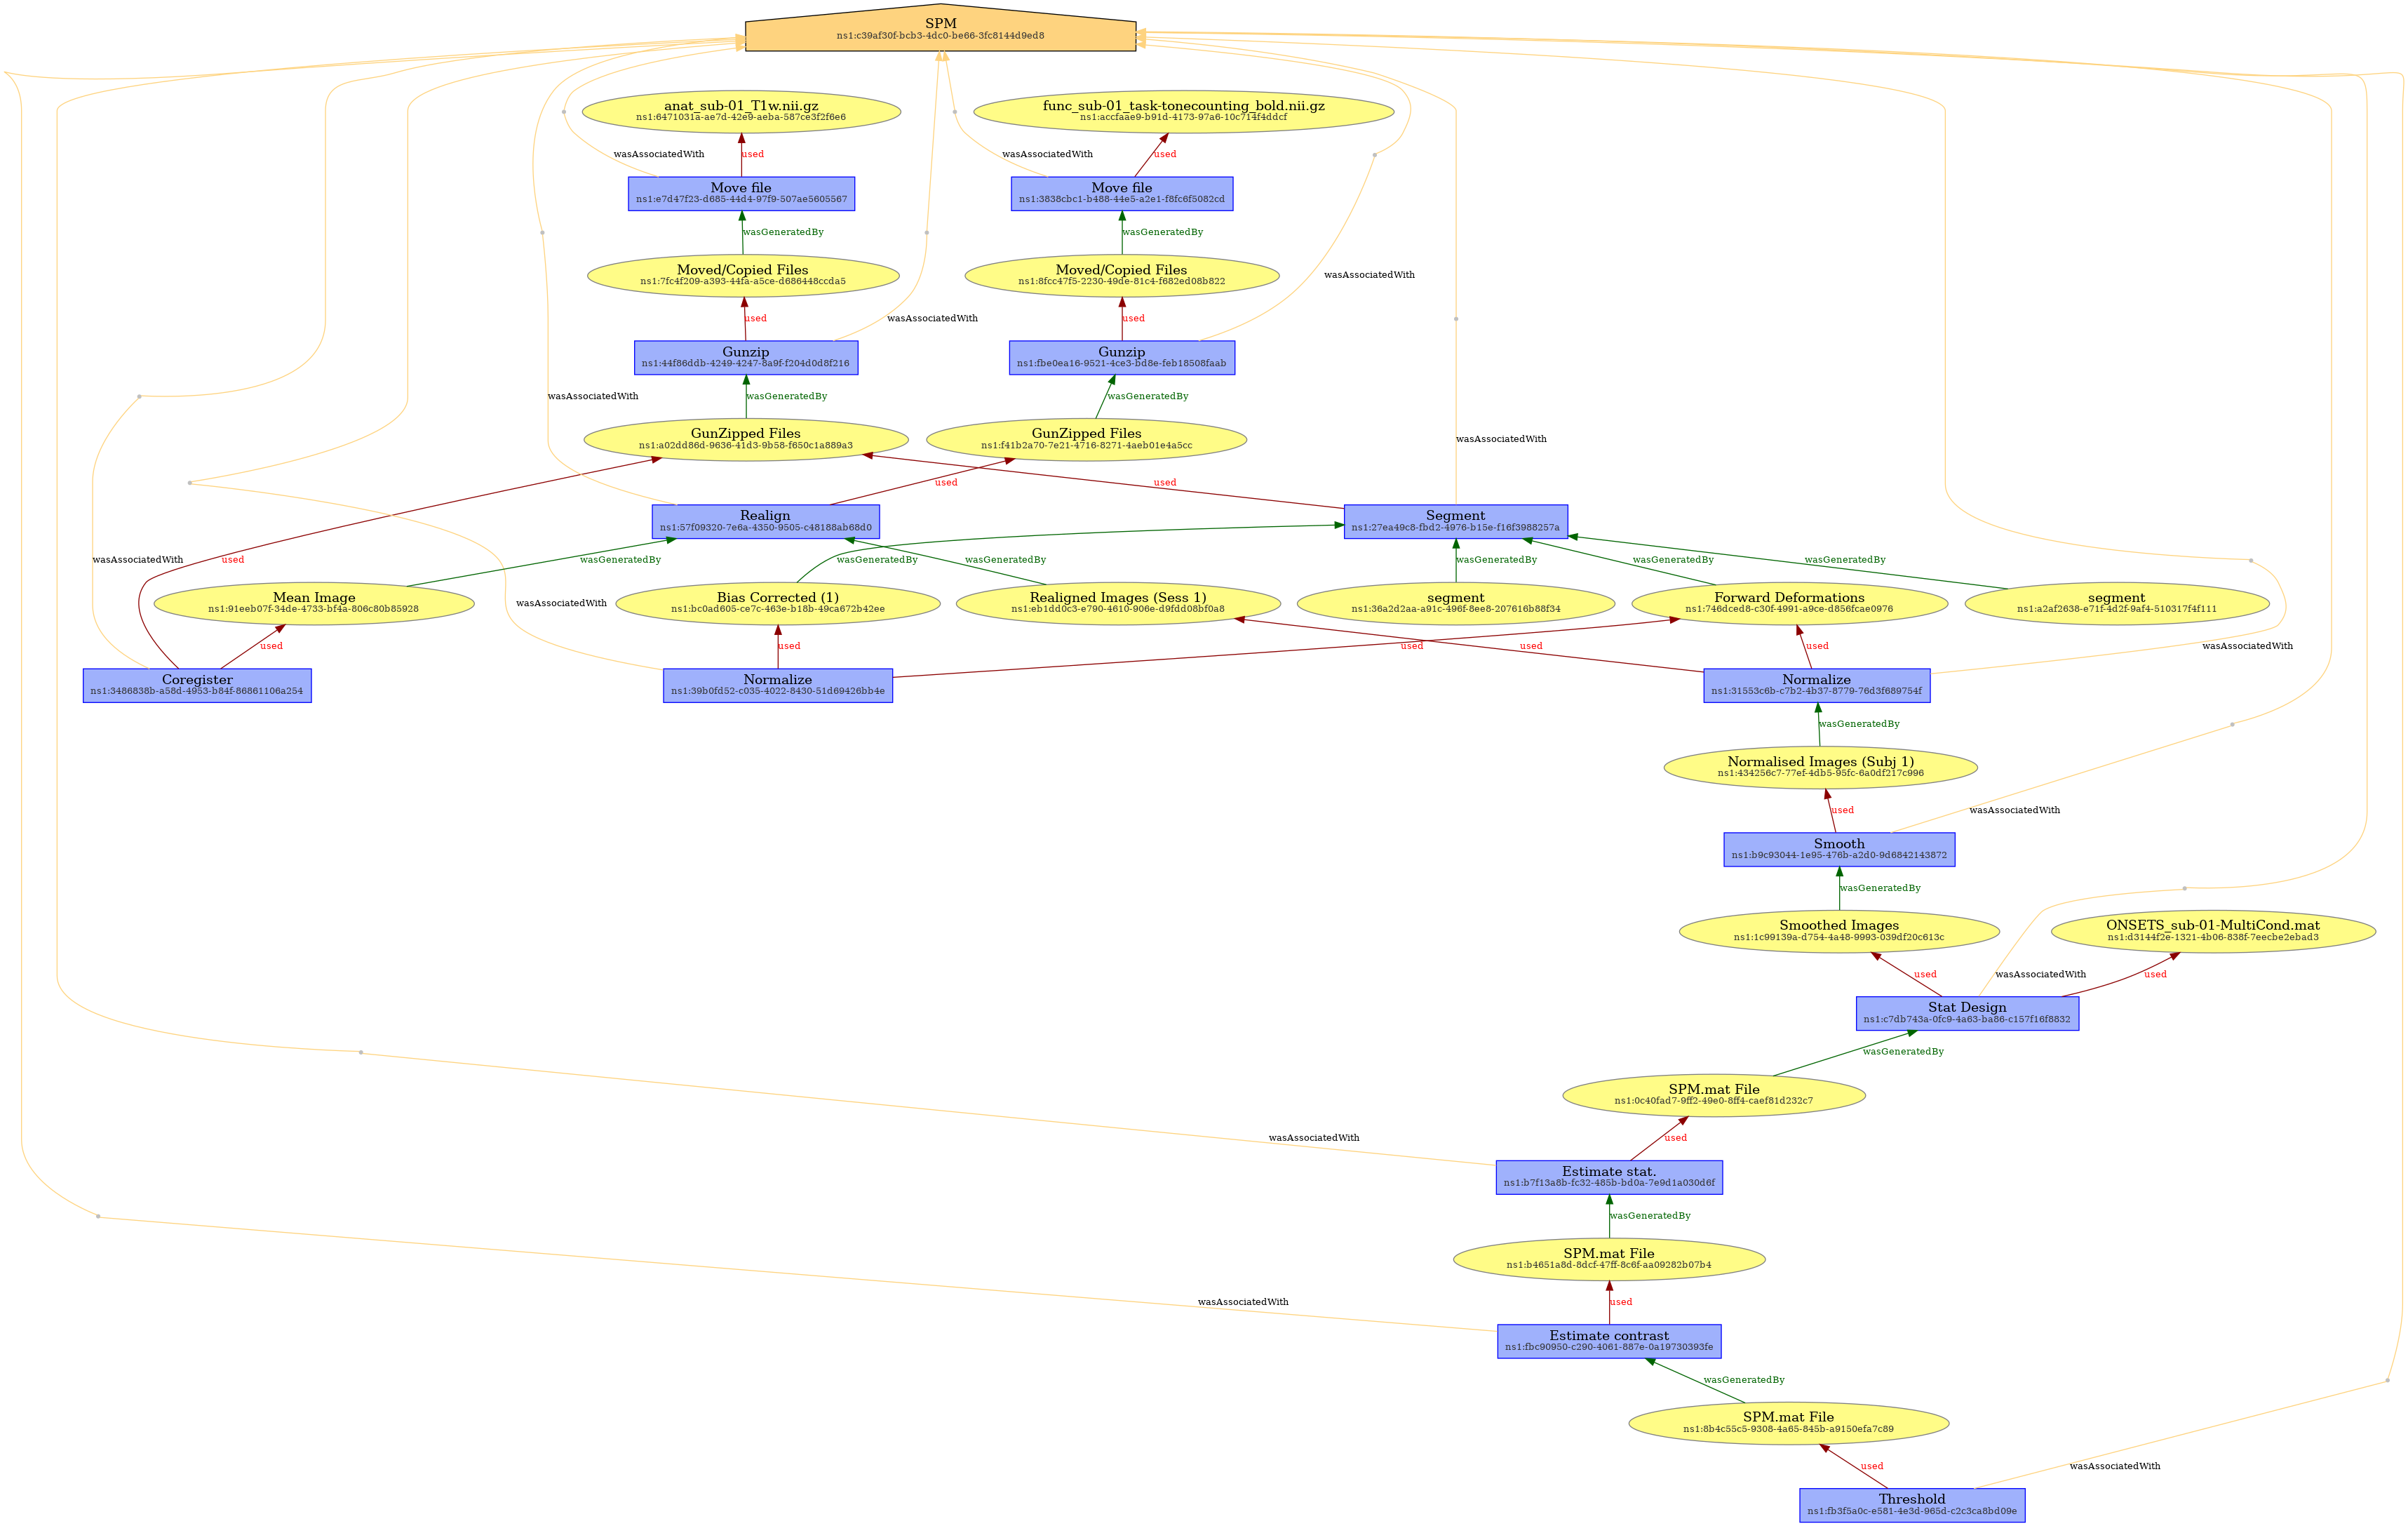 SPM
ns1:c39af30f-bcb3-4dc0-be66-3fc8144d9ed8
anat_sub-01_T1w.nii.gz
ns1:6471031a-ae7d-42e9-aeba-587ce3f2f6e6
func_sub-01_task-tonecounting_bold.nii.gz
ns1:accfaae9-b91d-4173-97a6-10c714f4ddcf
wasAssociatedWith
used
wasAssociatedWith
used
Move file
ns1:e7d47f23-d685-44d4-97f9-507ae5605567
Move file
ns1:3838cbc1-b488-44e5-a2e1-f8fc6f5082cd
wasGeneratedBy
wasGeneratedBy
Moved/Copied Files
ns1:7fc4f209-a393-44fa-a5ce-d686448ccda5
Moved/Copied Files
ns1:8fcc47f5-2230-49de-81c4-f682ed08b822
wasAssociatedWith
used
wasAssociatedWith
used
Gunzip
ns1:44f86ddb-4249-4247-8a9f-f204d0d8f216
Gunzip
ns1:fbe0ea16-9521-4ce3-bd8e-feb18508faab
wasAssociatedWith
wasGeneratedBy
wasGeneratedBy
GunZipped Files
ns1:a02dd86d-9636-41d3-9b58-f650c1a889a3
GunZipped Files
ns1:f41b2a70-7e21-4716-8271-4aeb01e4a5cc
wasAssociatedWith
used
used
Realign
ns1:57f09320-7e6a-4350-9505-c48188ab68d0
Segment
ns1:27ea49c8-fbd2-4976-b15e-f16f3988257a
wasAssociatedWith
used
wasGeneratedBy
wasGeneratedBy
wasGeneratedBy
wasGeneratedBy
wasGeneratedBy
wasGeneratedBy
Mean Image
ns1:91eeb07f-34de-4733-bf4a-806c80b85928
wasAssociatedWith
Bias Corrected (1)
ns1:bc0ad605-ce7c-463e-b18b-49ca672b42ee
Realigned Images (Sess 1)
ns1:eb1dd0c3-e790-4610-906e-d9fdd08bf0a8
segment
ns1:36a2d2aa-a91c-496f-8ee8-207616b88f34
Forward Deformations
ns1:746dced8-c30f-4991-a9ce-d856fcae0976
segment
ns1:a2af2638-e71f-4d2f-9af4-510317f4f111
used
used
used
used
used
wasAssociatedWith
Coregister
ns1:3486838b-a58d-4953-b84f-86861106a254
Normalize
ns1:39b0fd52-c035-4022-8430-51d69426bb4e
Normalize
ns1:31553c6b-c7b2-4b37-8779-76d3f689754f
wasGeneratedBy
Normalised Images (Subj 1)
ns1:434256c7-77ef-4db5-95fc-6a0df217c996
used
wasAssociatedWith
Smooth
ns1:b9c93044-1e95-476b-a2d0-9d6842143872
wasGeneratedBy
Smoothed Images
ns1:1c99139a-d754-4a48-9993-039df20c613c
ONSETS_sub-01-MultiCond.mat
ns1:d3144f2e-1321-4b06-838f-7eecbe2ebad3
used
wasAssociatedWith
used
Stat Design
ns1:c7db743a-0fc9-4a63-ba86-c157f16f8832
wasGeneratedBy
SPM.mat File
ns1:0c40fad7-9ff2-49e0-8ff4-caef81d232c7
wasAssociatedWith
used
Estimate stat.
ns1:b7f13a8b-fc32-485b-bd0a-7e9d1a030d6f
wasGeneratedBy
SPM.mat File
ns1:b4651a8d-8dcf-47ff-8c6f-aa09282b07b4
wasAssociatedWith
used
Estimate contrast
ns1:fbc90950-c290-4061-887e-0a19730393fe
wasGeneratedBy
SPM.mat File
ns1:8b4c55c5-9308-4a65-845b-a9150efa7c89
used
wasAssociatedWith
Threshold
ns1:fb3f5a0c-e581-4e3d-965d-c2c3ca8bd09e